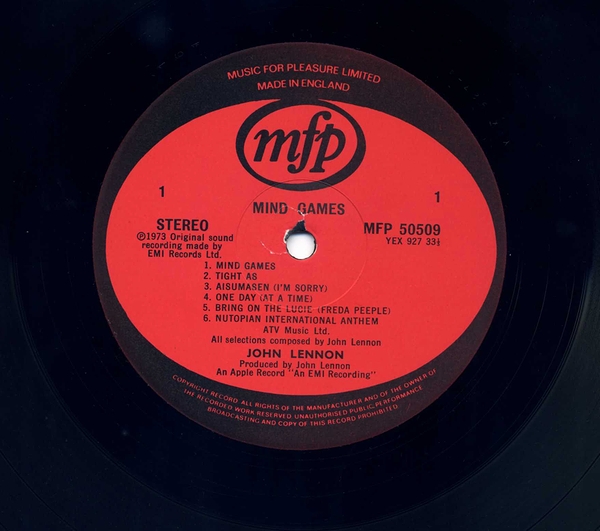 MUSIC FOR PLEASURE LIMITED
MADE IN ENGLAND
mfp
1
1
MIND GAMES
STEREO
MFP 50509
℗1973 Original sound
recording made by
EMI Records Ltd.
YEX 927 33⅓
1. MIND GAMES
2. TIGHT AS
3. AISUMASEN (I'M SORRY)
4. ONE DAY (AT A TIME)
5. BRING ON THE LUCIE (FREDA PEEPLE)
6. NUTOPIAN INTERNATIONAL ANTHEM
ATV Music Ltd.
All selections composed by John Lennon
JOHN LENNON
Produced by John Lennon
An Apple Record "An EMI Recording"
COPYRIGHT RECORD. ALL RIGHTS OF THE MANUFACTURER AND OF THE OWNER OF
THE RECORDED WORK RESERVED. UNAUTHORISED PUBLIC PERFORMANCE
BROADCASTING AND COPY OF THIS RECORD PROHIBITED.